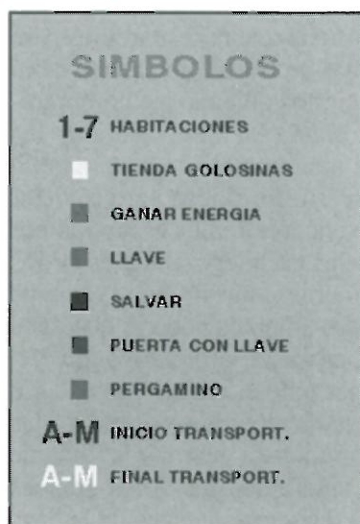 SIMBOLOS
1-7 HABITACIONES
TIENDA GOLOSINAS
GANAR ENERGIA
LLAVE
SALVAR
PUERTA CON LLAVE
PERGAMINO
A-M INICIO TRANSPORT.
A-M FINAL TRANSPORT.